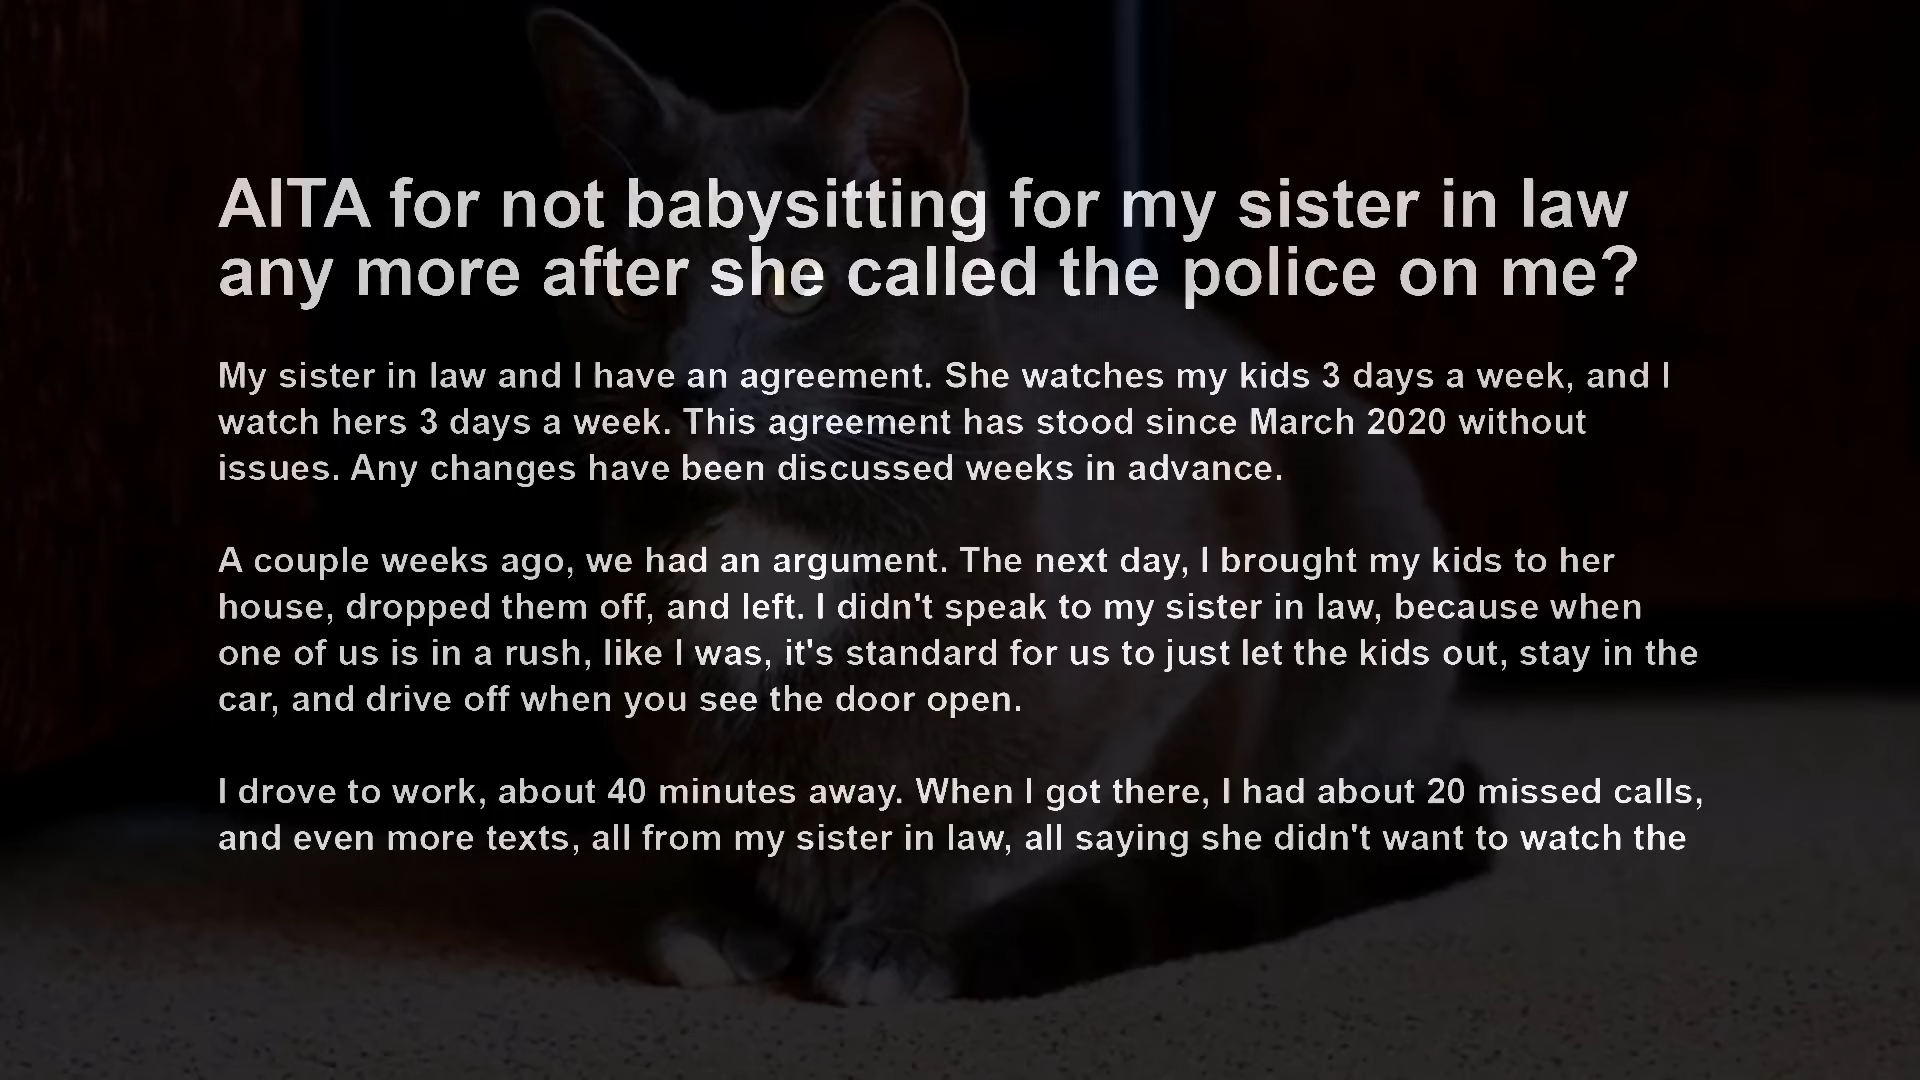 AITA for not babysitting for my sister in law
any more after she called the police on me?
My sister in law and I have an agreement. She watches my kids 3 days a week, and I
watch hers 3 days a week. This agreement has stood since March 2020 without
issues. Any changes have been discussed weeks in advance.
A couple weeks ago, we had an argument. The next day, I brought my kids to her
house, dropped them off, and left. I didn't speak to my sister in law, because when
one of us is in a rush, like I was, it's standard for us to just let the kids out, stay in the
car, and drive off when you see the door open.
I drove to work, about 40 minutes away. When I got there, I had about 20 missed calls,
and even more texts, all from my sister in law, all saying she didn't want to watch the